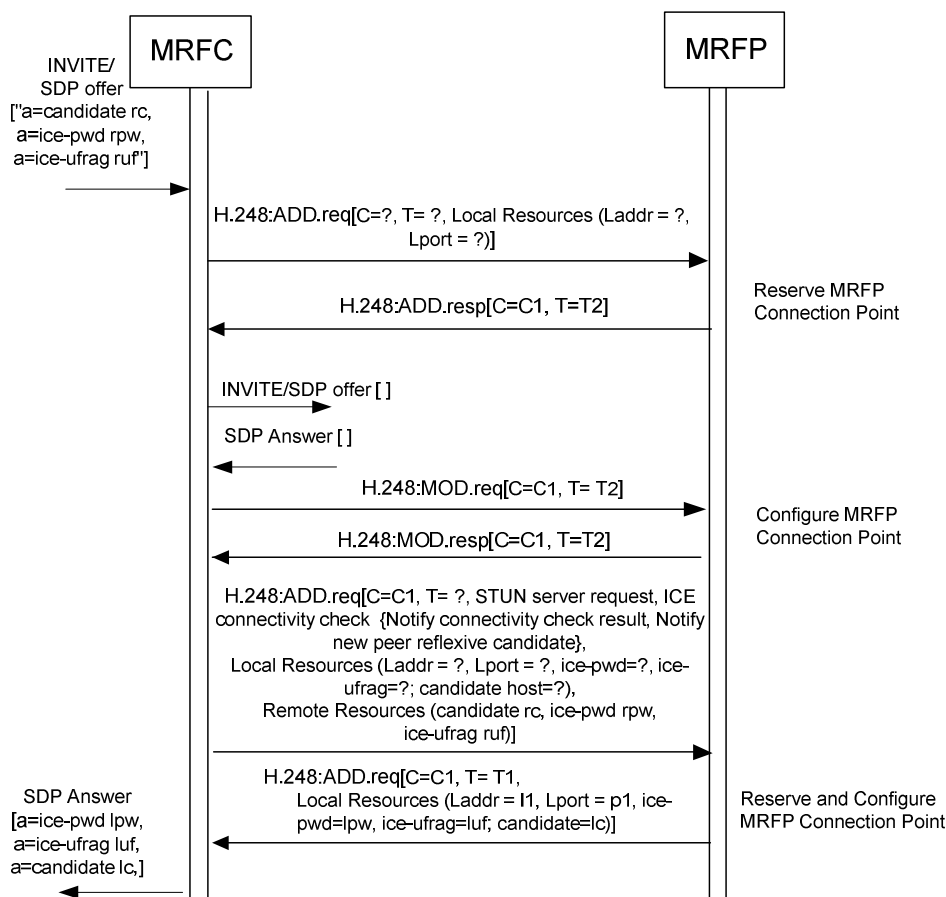 MRFC
MRFP
INVITE/
SDP offer
["a=candidate rc,
a=ice-pwd rpw,
a=ice-ufrag ruf"]
H.248:ADD.req[C=?, T= ?, Local Resources (Laddr = ?,
Lport = ?)]
Reserve MRFP
Connection Point
H.248:ADD.resp[C=C1, T=T2]
INVITE/SDP offer [ ]
SDP Answer [ ]
H.248:MOD.req[C=C1, T= T2]
Configure MRFP
Connection Point
H.248:MOD.resp[C=C1, T=T2]
H.248:ADD.req[C=C1, T= ?, STUN server request, ICE
connectivity check {Notify connectivity check result, Notify
new peer reflexive candidate},
Local Resources (Laddr = ?, Lport = ?, ice-pwd=?, ice-
ufrag=?; candidate host=?),
Remote Resources (candidate rc, ice-pwd rpw,
ice-ufrag ruf)]
H.248:ADD.req[C=C1, T= T1,
Local Resources (Laddr = l1, Lport = p1, ice-
pwd=lpw, ice-ufrag=luf; candidate=lc)]
Reserve and Configure
MRFP Connection Point
SDP Answer
[a=ice-pwd lpw,
a=ice-ufrag luf,
a=candidate lc,]